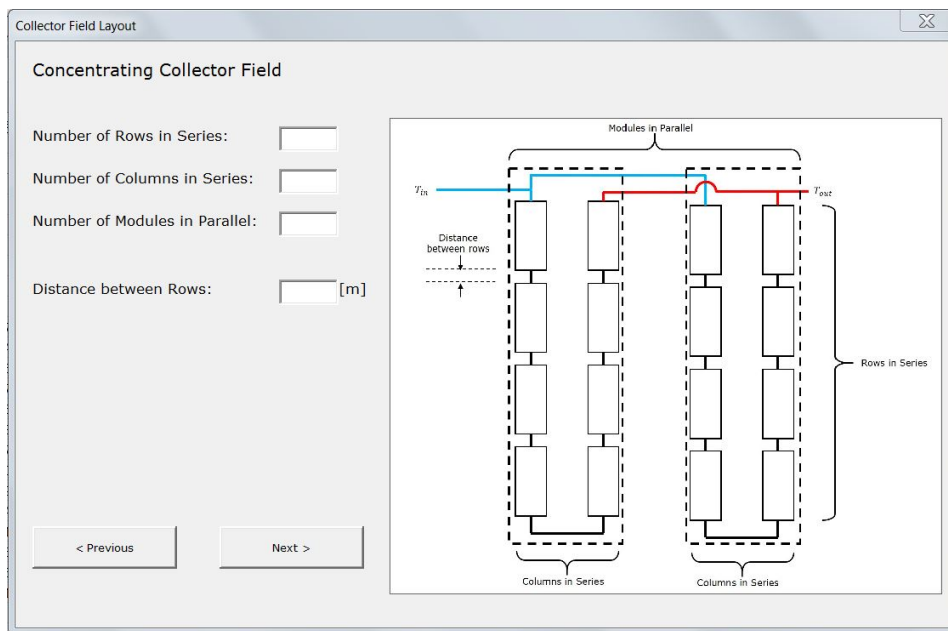 Collector Field Layout
Concentrating Collector Field
Number of Rows in Series:
Number of Columns in Series:
Number of Modules in Parallel:
Distance between Rows:
[m]
< Previous
Next >
Modules in Parallel
T_in
T_out
Distance
between rows
Rows in Series
Columns in Series
Columns in Series